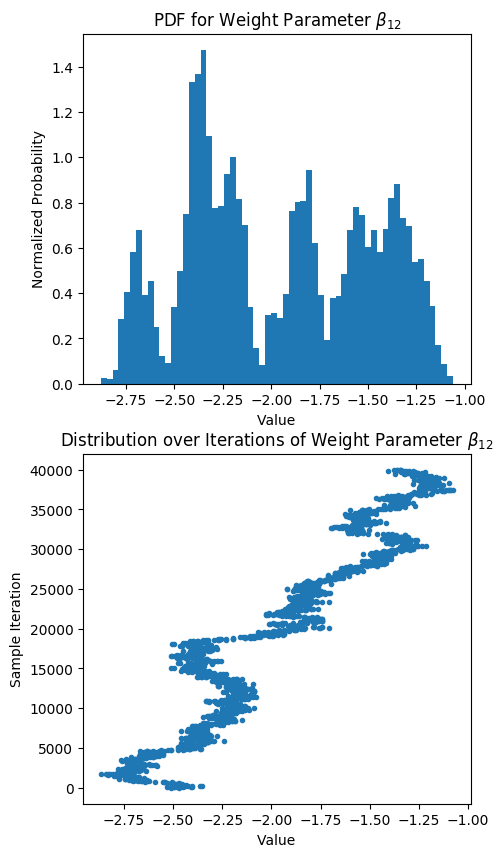 PDF for Weight Parameter β₁₂
1.4
1.2
1.0
0.8
0.6
0.4
0.2
0.0
Normalized Probability
−2.75 −2.50 −2.25 −2.00 −1.75 −1.50 −1.25 −1.00
Value
Distribution over Iterations of Weight Parameter β₁₂
40000
35000
30000
25000
20000
15000
10000
5000
0
Sample Iteration
−2.75 −2.50 −2.25 −2.00 −1.75 −1.50 −1.25 −1.00
Value